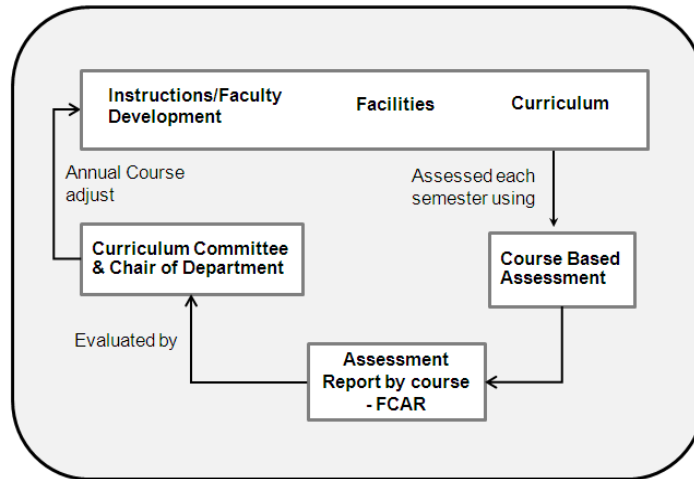 Instructions/Faculty
Development
Facilities
Curriculum
Annual Course
adjust
Assessed each
semester using
Curriculum Committee
& Chair of Department
Course Based
Assessment
Evaluated by
Assessment
Report by course
- FCAR